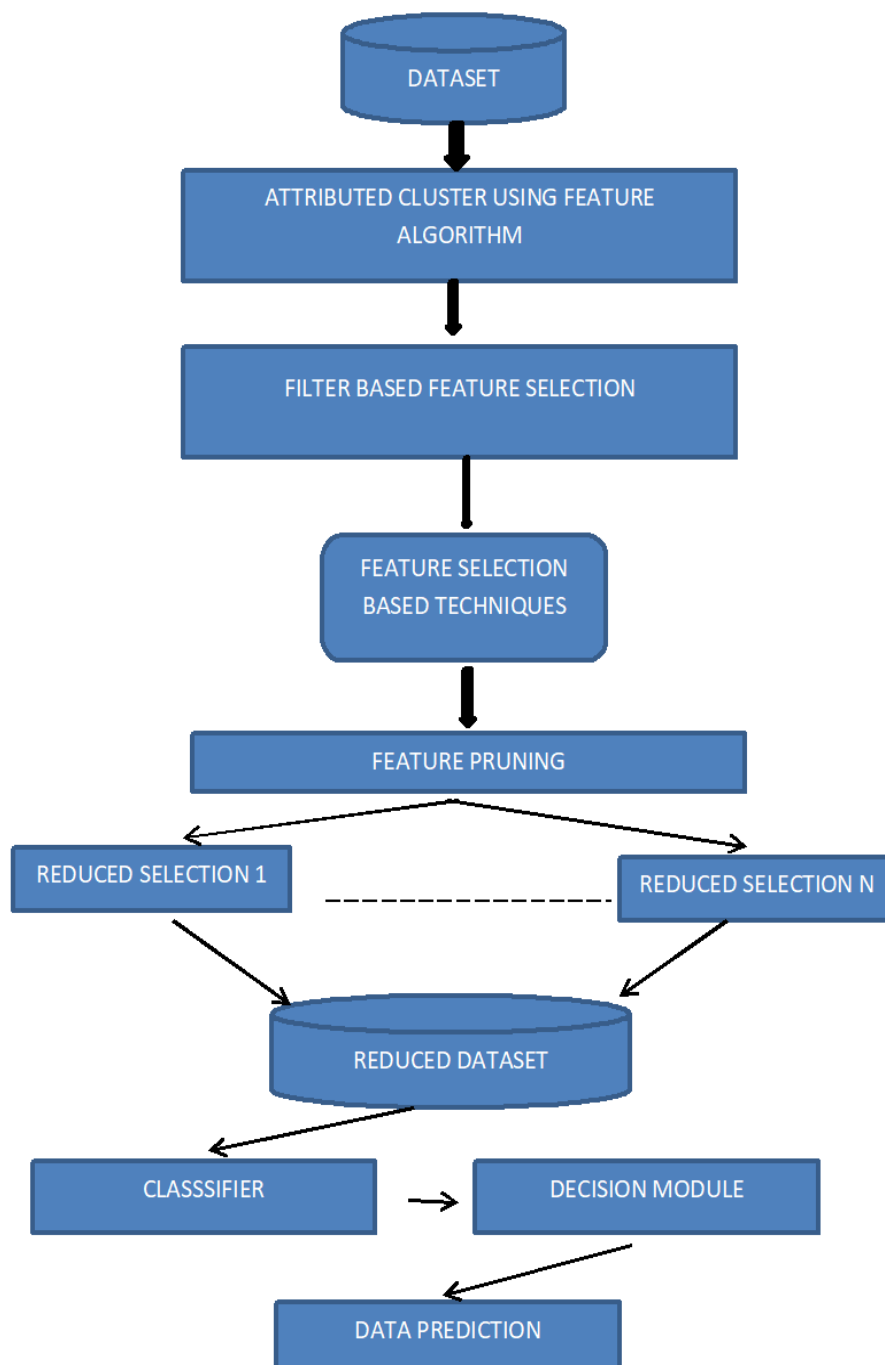 DATASET
ATTRIBUTED CLUSTER USING FEATURE
ALGORITHM
FILTER BASED FEATURE SELECTION
FEATURE SELECTION
BASED TECHNIQUES
FEATURE PRUNING
REDUCED SELECTION 1
REDUCED SELECTION N
REDUCED DATASET
CLASSSIFIER
DECISION MODULE
DATA PREDICTION